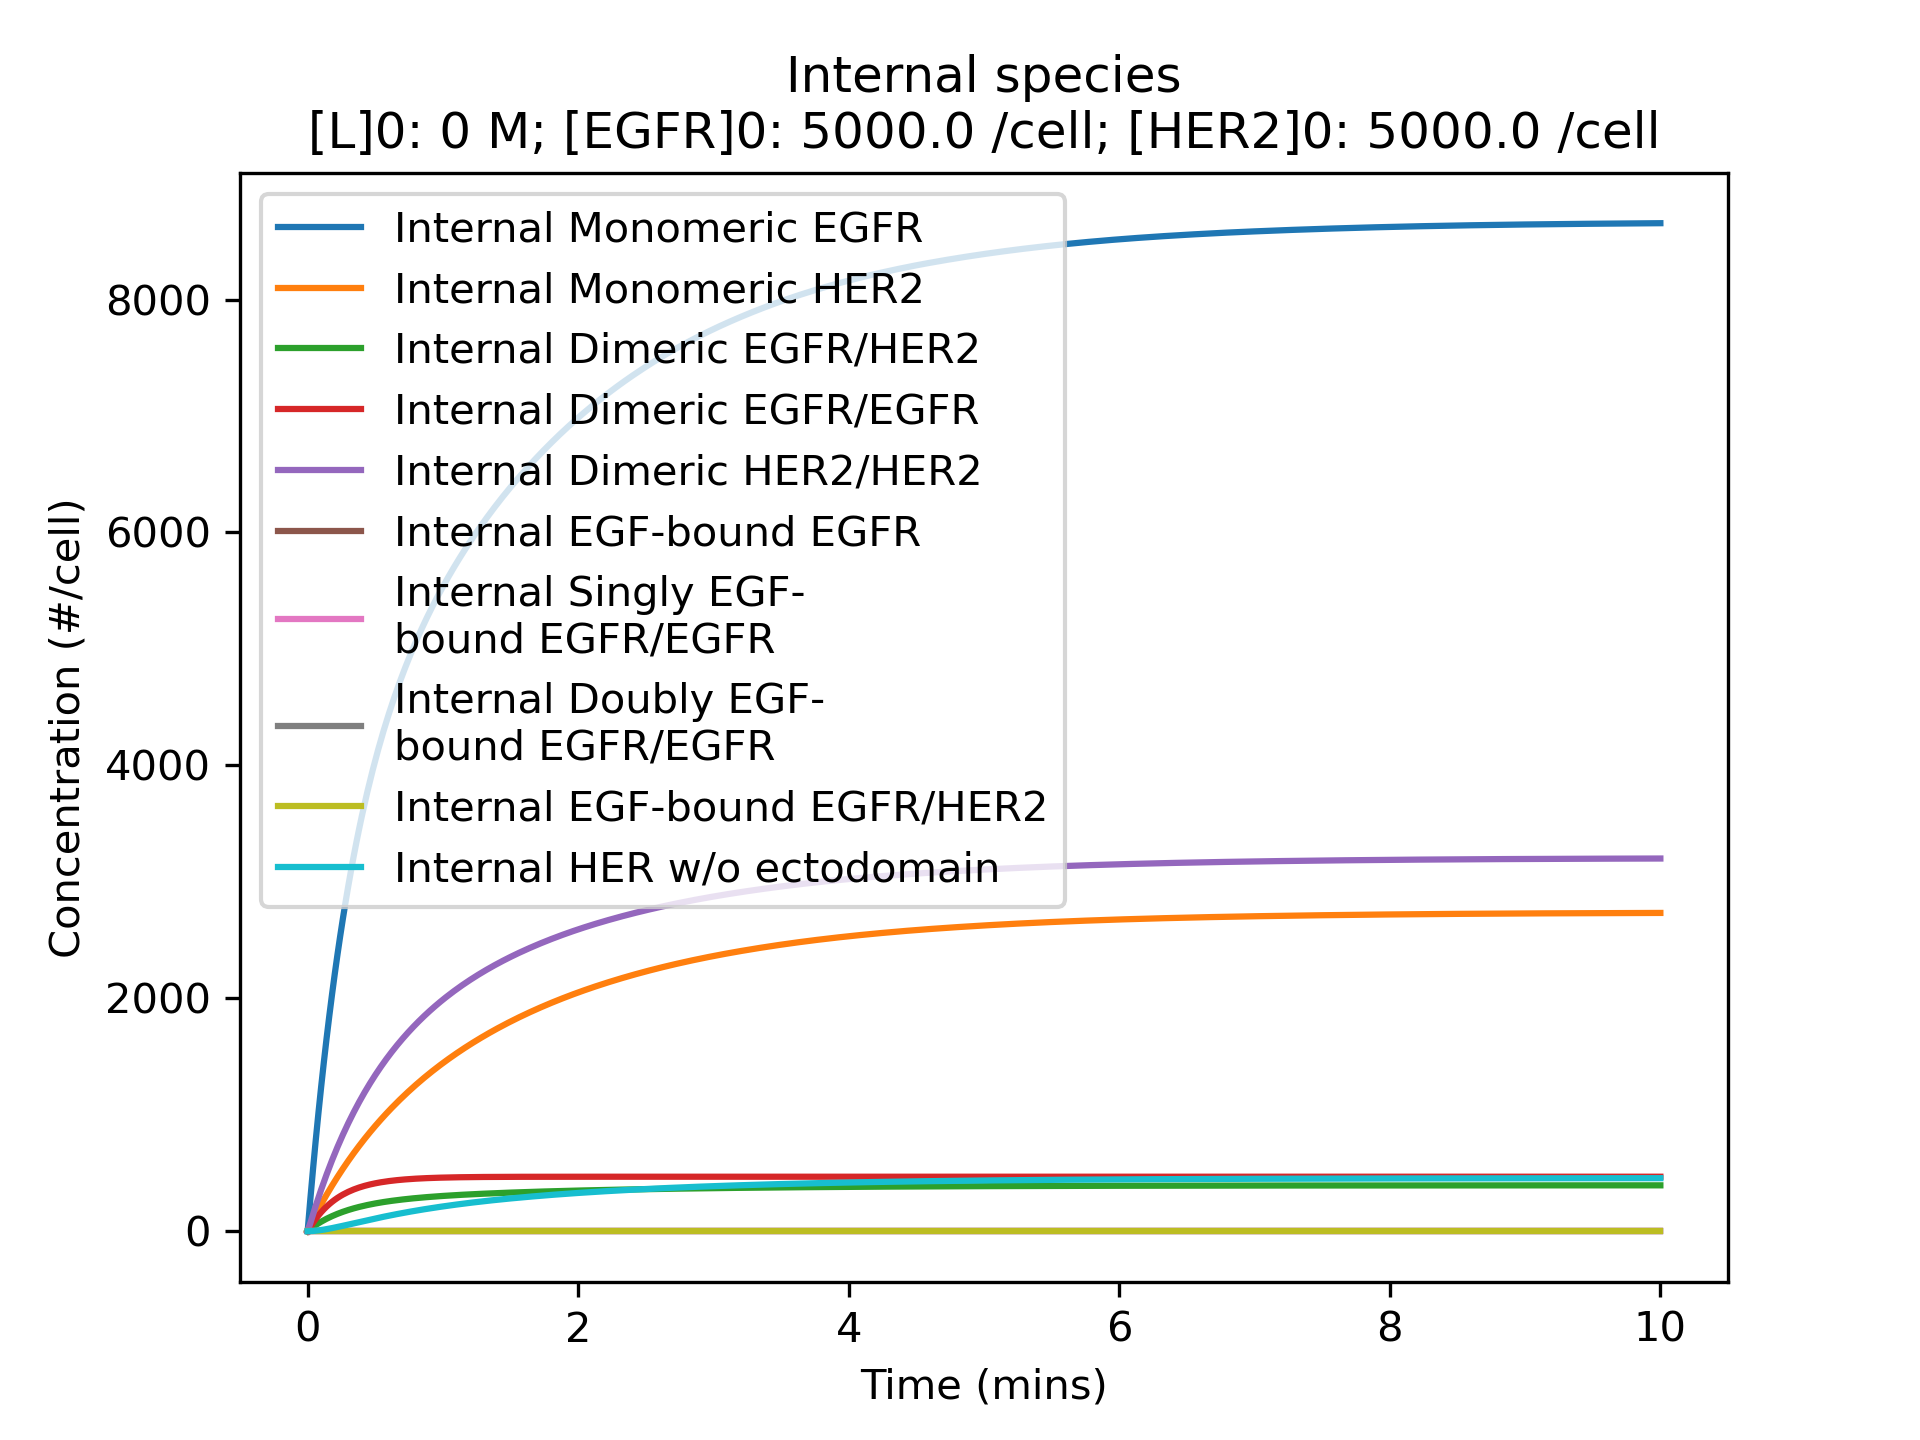 Internal species
[L]0: 0 M; [EGFR]0: 5000.0 /cell; [HER2]0: 5000.0 /cell
Internal Monomeric EGFR
Internal Monomeric HER2
Internal Dimeric EGFR/HER2
Internal Dimeric EGFR/EGFR
Internal Dimeric HER2/HER2
Internal EGF-bound EGFR
Internal Singly EGF-
bound EGFR/EGFR
Internal Doubly EGF-
bound EGFR/EGFR
Internal EGF-bound EGFR/HER2
Internal HER w/o ectodomain
Concentration (#/cell)
8000
6000
4000
2000
0
0 2 4 6 8 10
Time (mins)